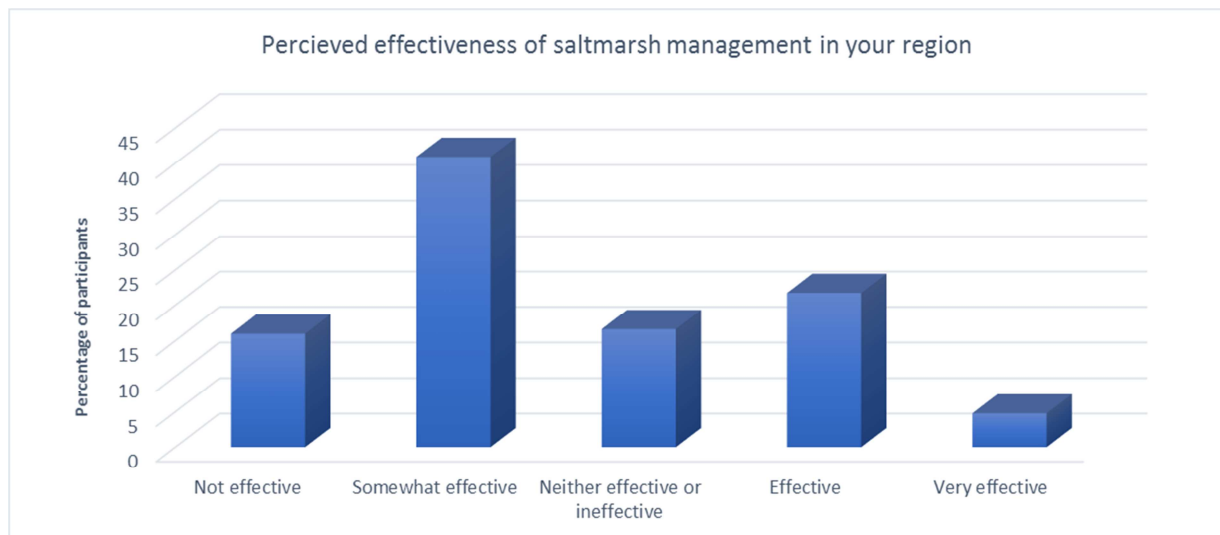 Percieved effectiveness of saltmarsh management in your region
Percentage of participants
45
40
35
30
25
20
15
10
5
0
Not effective
Somewhat effective
Neither effective or
ineffective
Effective
Very effective